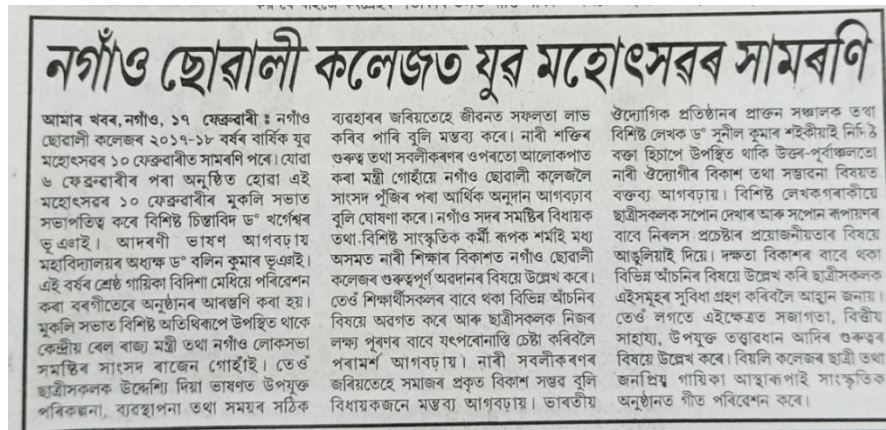 নগাঁও ছোৱালী কলেজত যুৱ মহোৎসৱৰ সামৰণি
আমাৰ খবৰ, নগাঁও, ১৭ ফেব্ৰুৱাৰী : নগাঁও
ছোৱালী কলেজৰ ২০১৭-১৮ বৰ্ষৰ বাৰ্ষিক যুৱ
মহোৎসৱৰ ১০ ফেব্ৰুৱাৰীত সামৰণি পৰে। যোৱা
৬ ফেব্ৰুৱাৰীৰ পৰা অনুষ্ঠিত হোৱা এই
মহোৎসৱৰ ১০ ফেব্ৰুৱাৰীৰ মুকলি সভাত
সভাপতিত্ব কৰে বিশিষ্ট চিন্তাবিদ ড° খৰ্গেশ্বৰ
ভূঞাই। আদৰণী ভাষণ আগবঢ়ায়
মহাবিদ্যালয়ৰ অধ্যক্ষ ড° বলিন কুমাৰ ভূঞাই।
এই বৰ্ষৰ শ্ৰেষ্ঠ গায়িকা বিদিশা মেধিয়ে পৰিৱেশন
কৰা বৰগীতেৰে অনুষ্ঠানৰ আৰম্ভণি কৰা হয়।
মুকলি সভাত বিশিষ্ট অতিথিৰূপে উপস্থিত থাকে
কেন্দ্ৰীয় ৰেল ৰাজ্য মন্ত্ৰী তথা নগাঁও লোকসভা
সমষ্টিৰ সাংসদ ৰাজেন গোহাঁই। তেওঁ
ছাত্ৰীসকলক উদ্দেশ্যি দিয়া ভাষণত উপযুক্ত
পৰিকল্পনা, ব্যৱস্থাপনা তথা সময়ৰ সঠিক
ব্যৱহাৰৰ জৰিয়তেহে জীৱনত সফলতা লাভ
কৰিব পাৰি বুলি মন্তব্য কৰে। নাৰী শক্তিৰ
গুৰুত্ব তথা সবলীকৰণৰ ওপৰতো আলোকপাত
কৰা মন্ত্ৰী গোহাঁয়ে নগাঁও ছোৱালী কলেজলৈ
সাংসদ পুঁজিৰ পৰা আৰ্থিক অনুদান আগবঢ়াব
বুলি ঘোষণা কৰে। নগাঁও সদৰ সমষ্টিৰ বিধায়ক
তথা বিশিষ্ট সাংস্কৃতিক কৰ্মী ৰূপক শৰ্মাই মধ্য
অসমত নাৰী শিক্ষাৰ বিকাশত নগাঁও ছোৱালী
কলেজৰ গুৰুত্বপূৰ্ণ অৱদানৰ বিষয়ে উল্লেখ কৰে।
তেওঁ শিক্ষাৰ্থীসকলৰ বাবে থকা বিভিন্ন আঁচনিৰ
বিষয়ে অৱগত কৰে আৰু ছাত্ৰীসকলক নিজৰ
লক্ষ্য পূৰণৰ বাবে যৎপৰোনাস্তি চেষ্টা কৰিবলৈ
পৰামৰ্শ আগবঢ়ায়। নাৰী সবলীকৰণৰ
জৰিয়তেহে সমাজৰ প্ৰকৃত বিকাশ সম্ভৱ বুলি
বিধায়কজনে মন্তব্য আগবঢ়ায়। ভাৰতীয়
ঔদ্যোগিক প্ৰতিষ্ঠানৰ প্ৰাক্তন সঞ্চালক তথা
বিশিষ্ট লেখক ড° সুনীল কুমাৰ শইকীয়াই নিৰ্দিষ্ট
বক্তা হিচাপে উপস্থিত থাকি উত্তৰ-পূৰ্বাঞ্চলতো
নাৰী ঔদ্যোগীৰ বিকাশ তথা সম্ভাৱনা বিষয়ত
বক্তব্য আগবঢ়ায়। বিশিষ্ট লেখকগৰাকীয়ে
ছাত্ৰীসকলক সপোন দেখাৰ আৰু সপোন ৰূপায়ণৰ
বাবে নিৰলস প্ৰচেষ্টাৰ প্ৰয়োজনীয়তাৰ বিষয়ে
আঙুলিয়াই দিয়ে। দক্ষতা বিকাশৰ বাবে থকা
বিভিন্ন আঁচনিৰ বিষয়ে উল্লেখ কৰি ছাত্ৰীসকলক
এইসমূহৰ সুবিধা গ্ৰহণ কৰিবলৈ আহ্বান জনায়।
তেওঁ লগতে এইক্ষেত্ৰত সজাগতা, বিত্তীয়
সাহায্য, উপযুক্ত তত্বাৱধান আদিৰ গুৰুত্বৰ
বিষয়ে উল্লেখ কৰে। বিয়লি কলেজৰ ছাত্ৰী তথা
জনপ্ৰিয় গায়িকা আস্থাৰূপাই সাংস্কৃতিক
অনুষ্ঠানত গীত পৰিৱেশন কৰে।